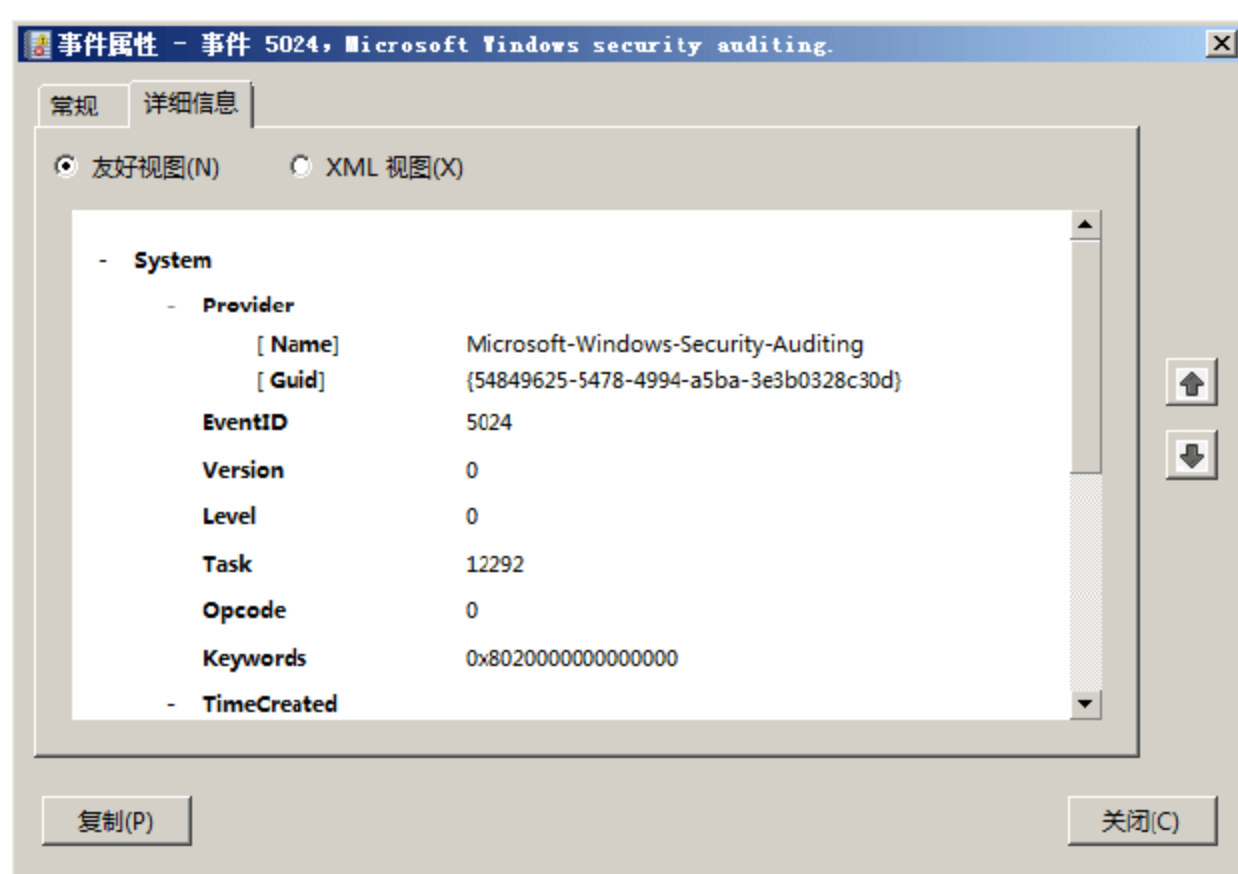 事件属性 - 事件 5024，Microsoft Windows security auditing.
常规 详细信息
友好视图(N) XML 视图(X)
- System
- Provider
[ Name] Microsoft-Windows-Security-Auditing
[ Guid] {54849625-5478-4994-a5ba-3e3b0328c30d}
EventID 5024
Version 0
Level 0
Task 12292
Opcode 0
Keywords 0x8020000000000000
- TimeCreated
复制(P) 关闭(C)